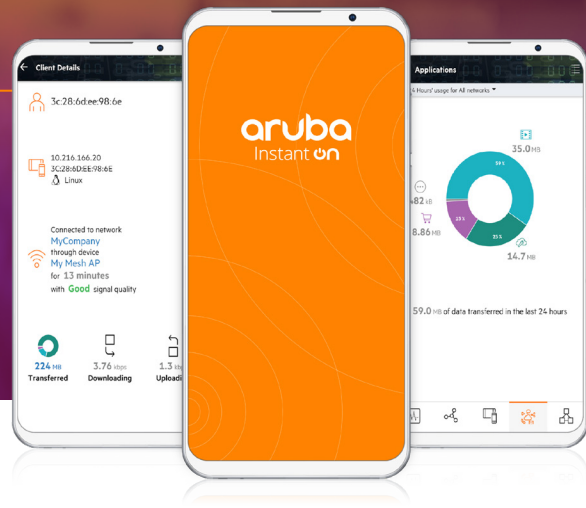 Client Details
3c:28:6d:ee:98:6e
10.216.166.20
3C:28:6D:EE:98:6E
Linux
Connected to network
MyCompany
through device
My Mesh AP
for 13 minutes
with Good signal quality
224 MB
Transferred
3.76 kbps
Downloading
1.3
Uploadi
aruba
Instant on
Applications
Hours' usage for All networks
35.0 MB
59 %
482 kB
8.86 MB
15 %
25 %
14.7 MB
59.0 MB of data transferred in the last 24 hours